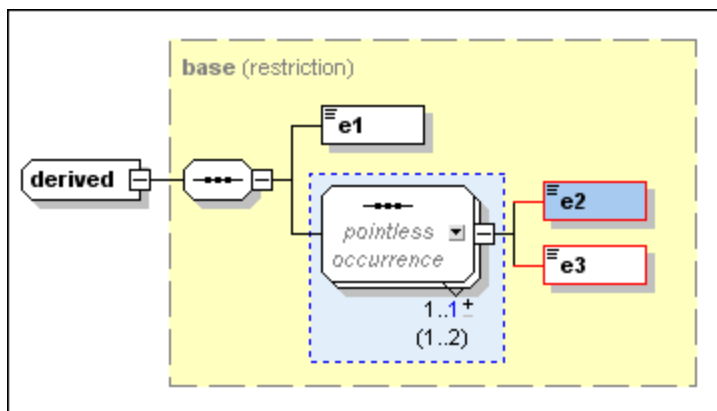 base (restriction)
e1
derived
pointless
occurrence
e2
e3
1..1 ±
(1..2)